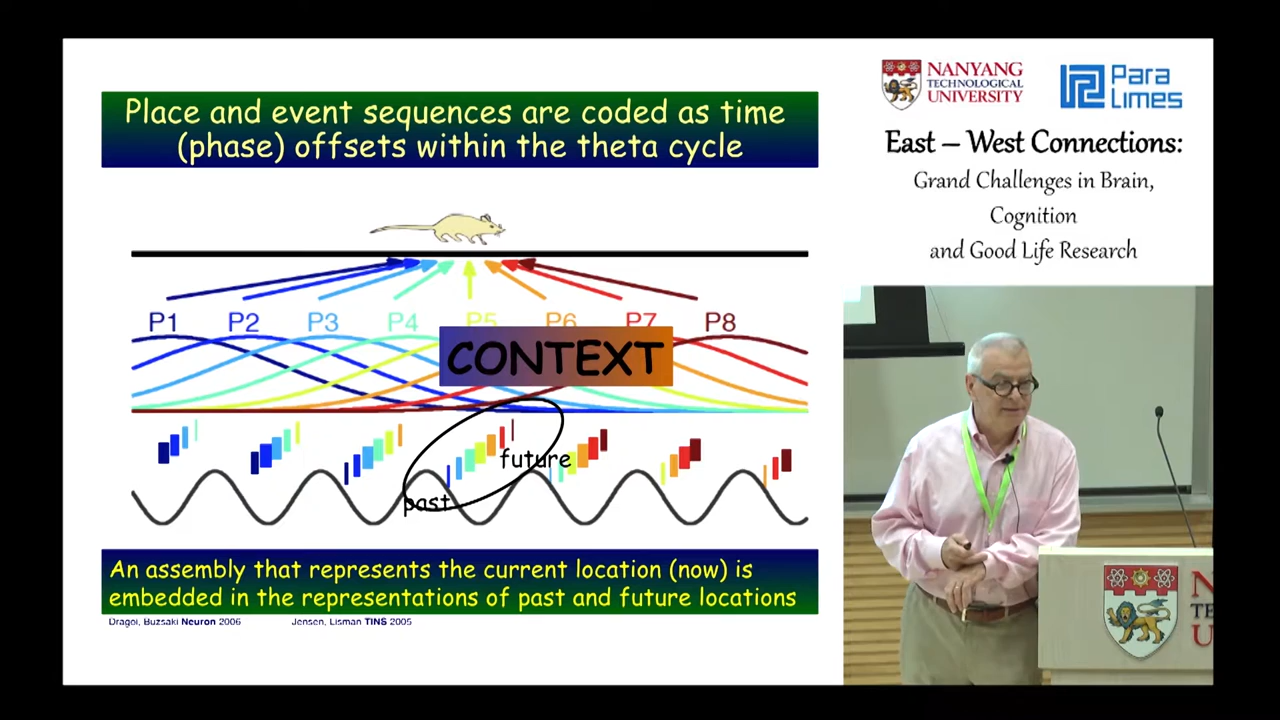 Place and event sequences are coded as time
(phase) offsets within the theta cycle
P1 P2 P3 P4 P5 P6 P7 P8
CONTEXT
future
past
An assembly that represents the current location (now) is
embedded in the representations of past and future locations
Dragoi, Buzsaki Neuron 2006 Jensen, Lisman TINS 2005
NANYANG
TECHNOLOGICAL
UNIVERSITY
Para
Limes
East – West Connections:
Grand Challenges in Brain,
Cognition
and Good Life Research
N
TE
U